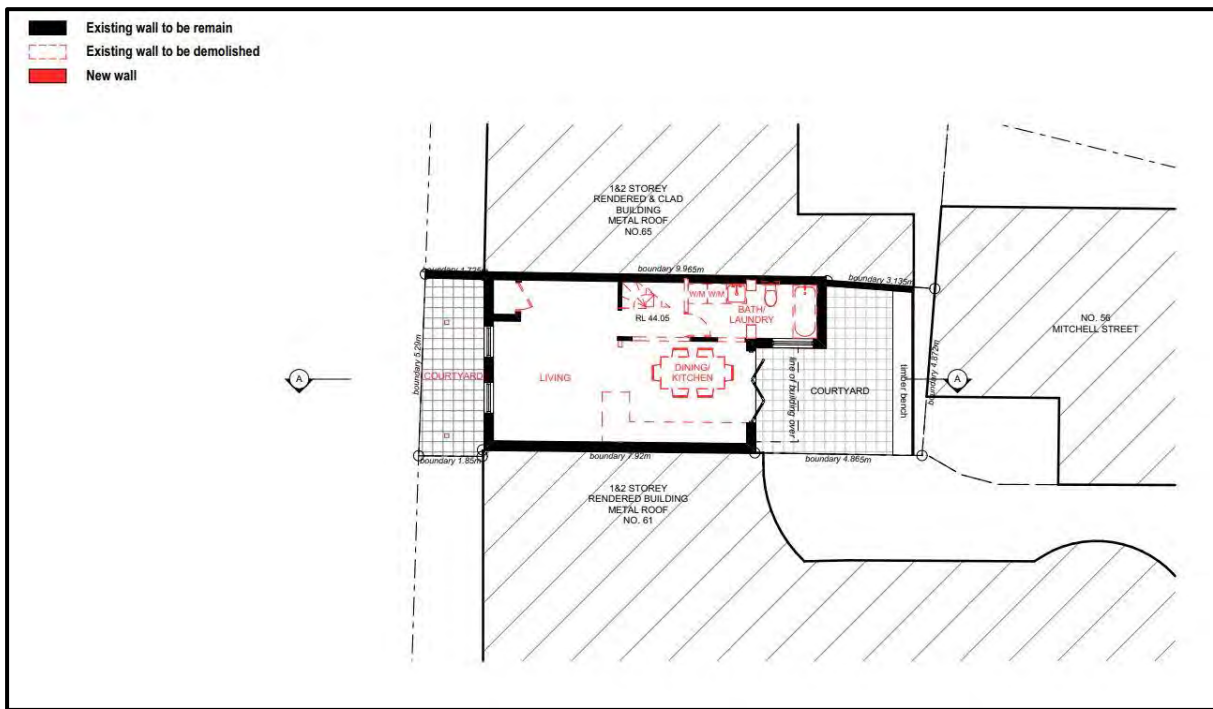 Existing wall to be remain
Existing wall to be demolished
New wall
1&2 STOREY
RENDERED & CLAD
BUILDING
METAL ROOF
NO.65
boundary 1.725m
boundary 9.965m
boundary 3.135m
W/M W/M
BATH/
LAUNDRY
RL 44.05
NO. 56
MITCHELL STREET
boundary 5.29m
COURTYARD
LIVING
DINING/
KITCHEN
line of building over
COURTYARD
timber bench
boundary 4.872m
A
A
boundary 1.85m
boundary 7.92m
boundary 4.865m
1&2 STOREY
RENDERED BUILDING
METAL ROOF
NO. 61